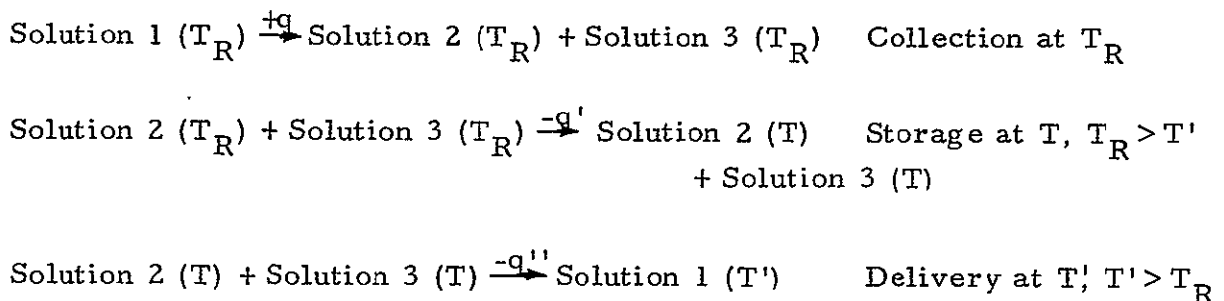 Solution 1 (T_R) +q → Solution 2 (T_R) + Solution 3 (T_R) Collection at T_R
Solution 2 (T_R) + Solution 3 (T_R) -q' → Solution 2 (T) Storage at T, T_R > T'
+ Solution 3 (T)
Solution 2 (T) + Solution 3 (T) -q'' → Solution 1 (T') Delivery at T', T' > T_R